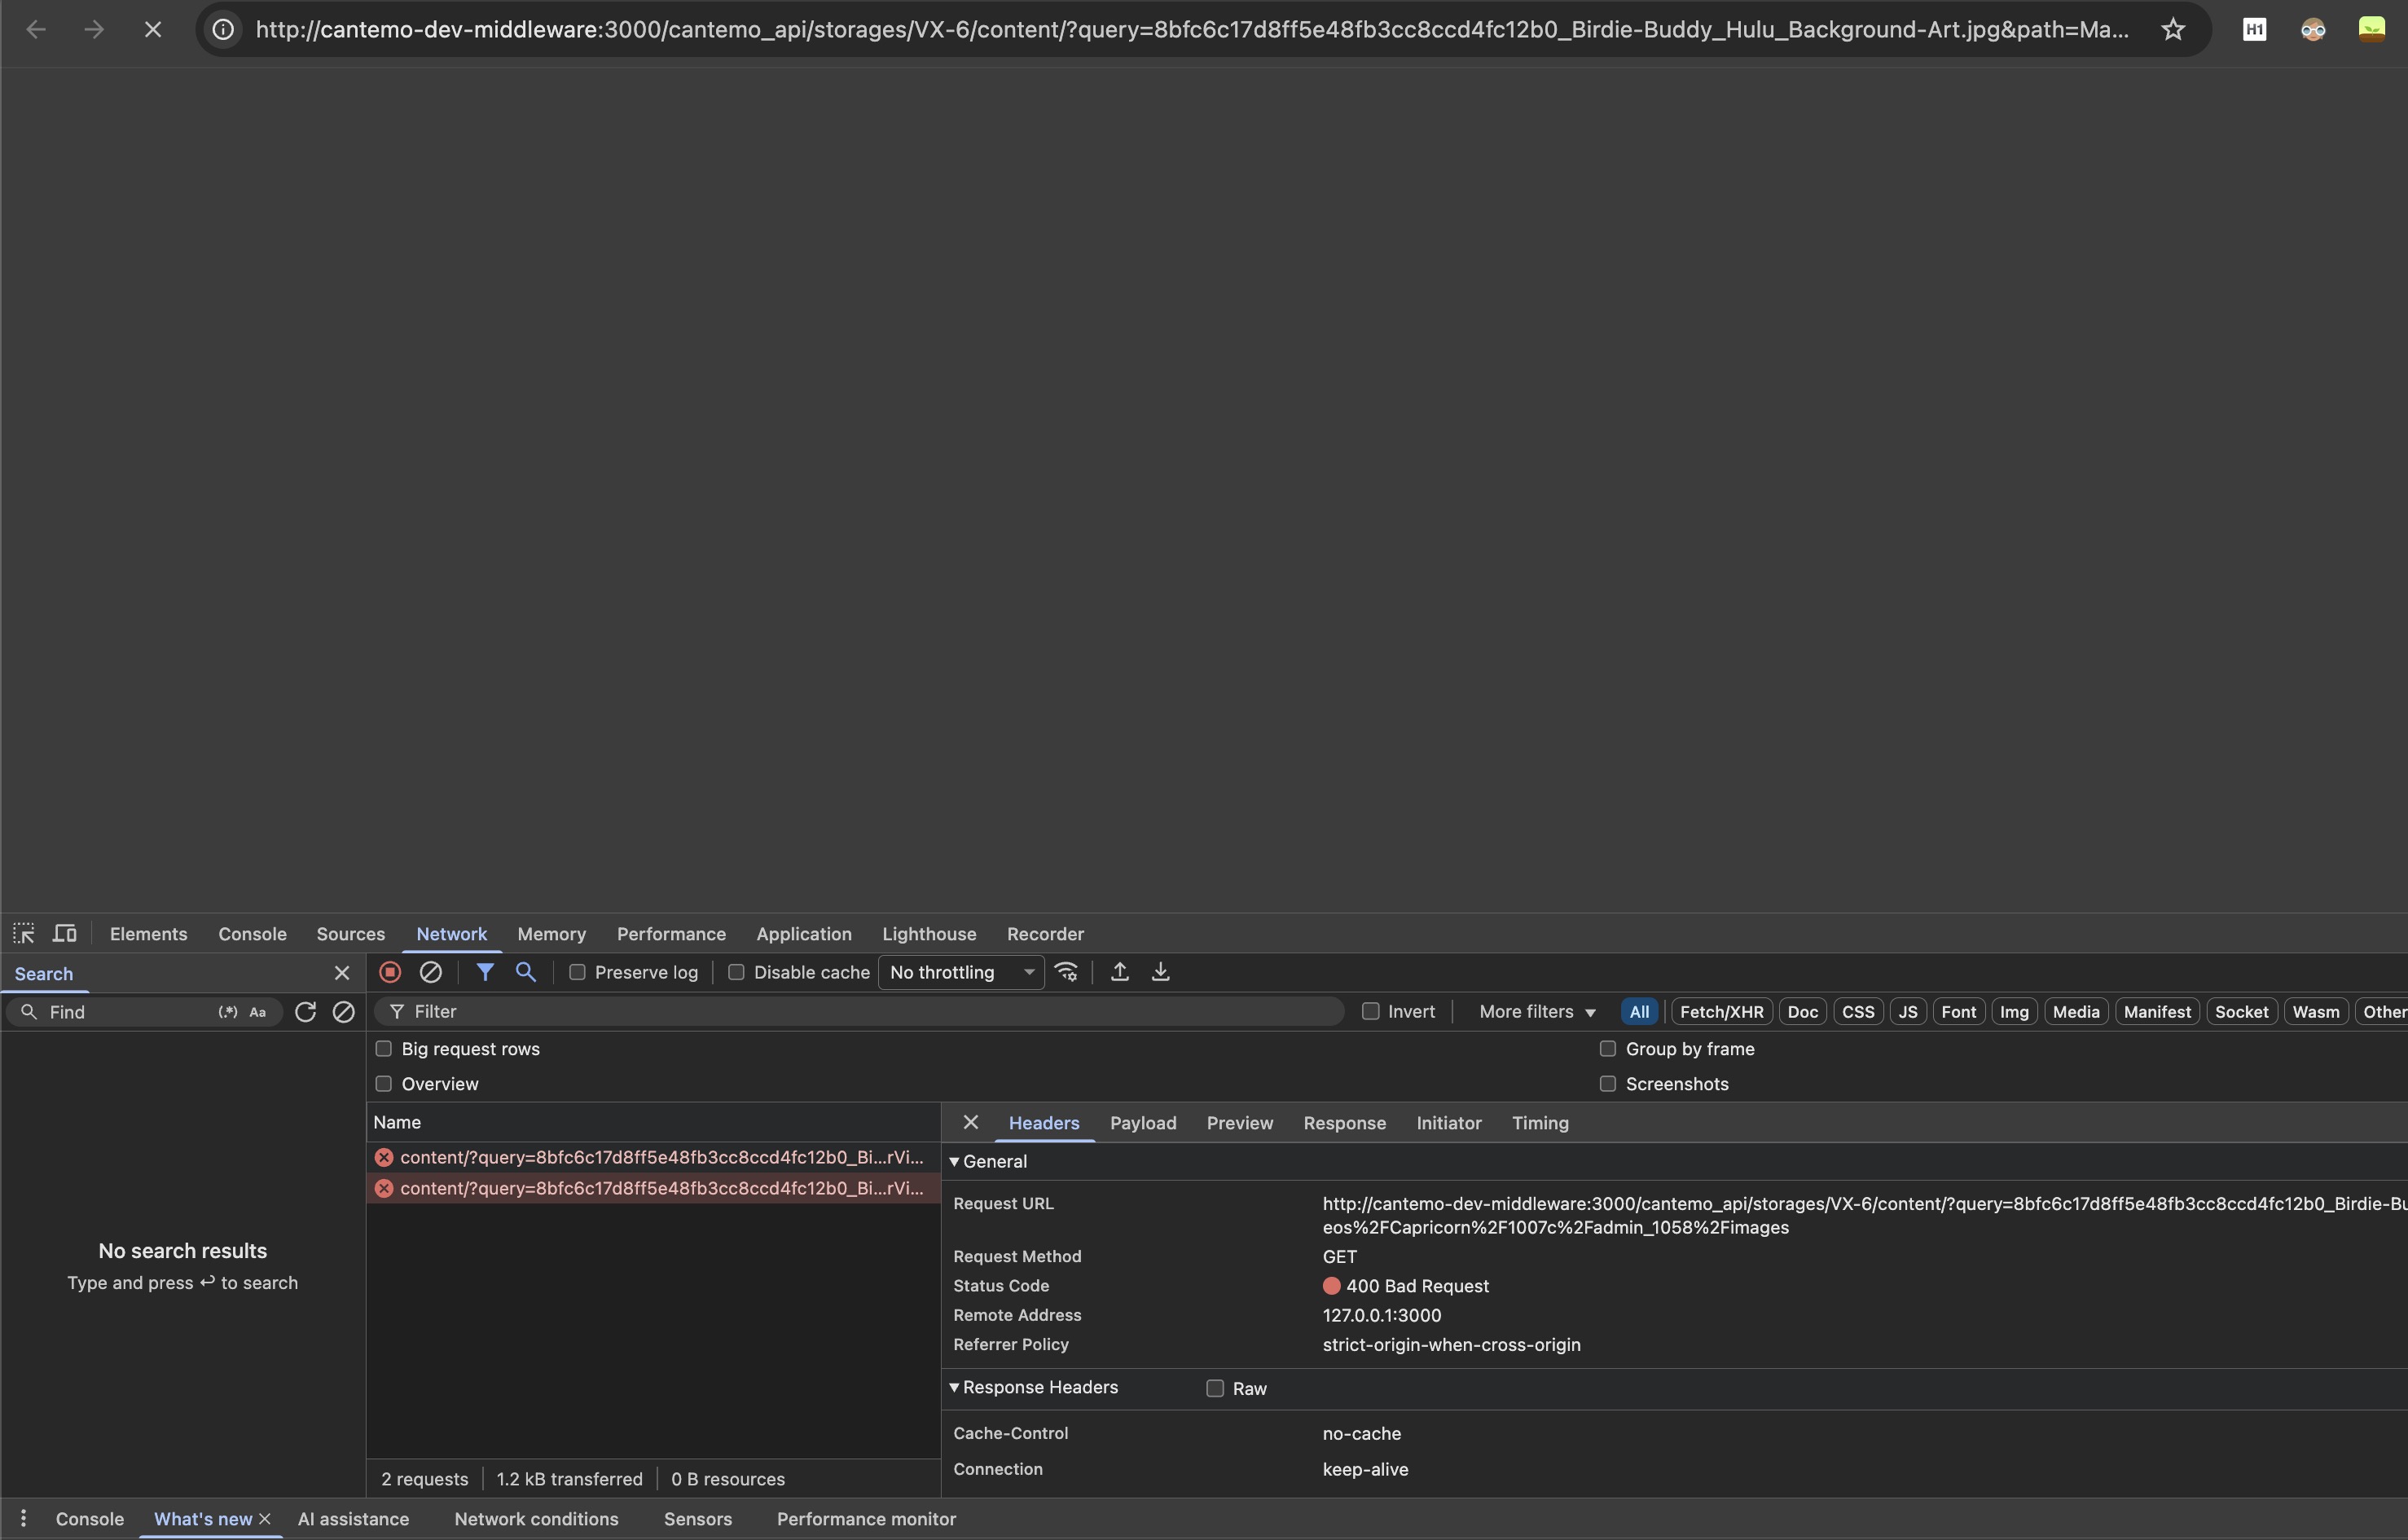 http://cantemo-dev-middleware:3000/cantemo_api/storages/VX-6/content/?query=8bfc6c17d8ff5e48fb3cc8ccd4fc12b0_Birdie-Buddy_Hulu_Background-Art.jpg&path=Ma...
H1
Elements Console Sources Network Memory Performance Application Lighthouse Recorder
Search
Preserve log Disable cache No throttling
Find (.*) Aa
Filter Invert More filters All Fetch/XHR Doc CSS JS Font Img Media Manifest Socket Wasm Other
Big request rows Group by frame
Overview Screenshots
Name
Headers Payload Preview Response Initiator Timing
content/?query=8bfc6c17d8ff5e48fb3cc8ccd4fc12b0_Bi...rVi...
content/?query=8bfc6c17d8ff5e48fb3cc8ccd4fc12b0_Bi...rVi...
No search results
Type and press ↩ to search
General
Request URL http://cantemo-dev-middleware:3000/cantemo_api/storages/VX-6/content/?query=8bfc6c17d8ff5e48fb3cc8ccd4fc12b0_Birdie-Bu
eos%2FCapricorn%2F1007c%2Fadmin_1058%2Fimages
Request Method GET
Status Code 400 Bad Request
Remote Address 127.0.0.1:3000
Referrer Policy strict-origin-when-cross-origin
Response Headers Raw
Cache-Control no-cache
Connection keep-alive
2 requests 1.2 kB transferred 0 B resources
Console What's new AI assistance Network conditions Sensors Performance monitor